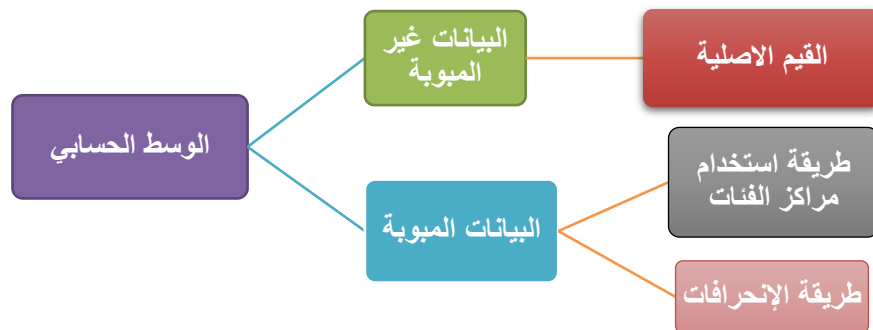 الوسط الحسابي
البيانات غير
المبوبة
القيم الاصلية
البيانات المبوبة
طريقة استخدام
مراكز الفئات
طريقة الإنحرافات